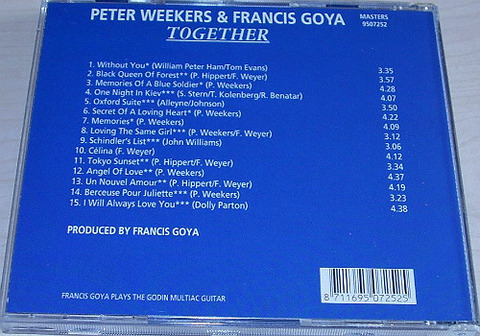 PETER WEEKERS & FRANCIS GOYA
TOGETHER
MASTERS
9507252
1. Without You* (William Peter Ham/Tom Evans) 3.35
2. Black Queen Of Forest** (P. Hippert/F. Weyer) 3.57
3. Memories Of A Blue Soldier* (P. Weekers) 4.28
4. One Night In Kiev*** (S. Stern/T. Kolenberg/R. Benatar) 4.07
5. Oxford Suite*** (Alleyne/Johnson) 3.50
6. Secret Of A Loving Heart* (P. Weekers) 4.22
7. Memories* (P. Weekers) 4.09
8. Loving The Same Girl*** (P. Weekers/F. Weyer) 3.12
9. Schindler's List*** (John Williams) 3.06
10. Célina (F. Weyer) 4.12
11. Tokyo Sunset** (P. Hippert/F. Weyer) 3.34
12. Angel Of Love** (P. Weekers) 4.37
13. Un Nouvel Amour** (P. Hippert/F. Weyer) 4.19
14. Berceuse Pour Juliette*** (P. Weekers) 3.23
15. I Will Always Love You*** (Dolly Parton) 4.38
PRODUCED BY FRANCIS GOYA
FRANCIS GOYA PLAYS THE GODIN MULTIAC GUITAR
8 711695 072525